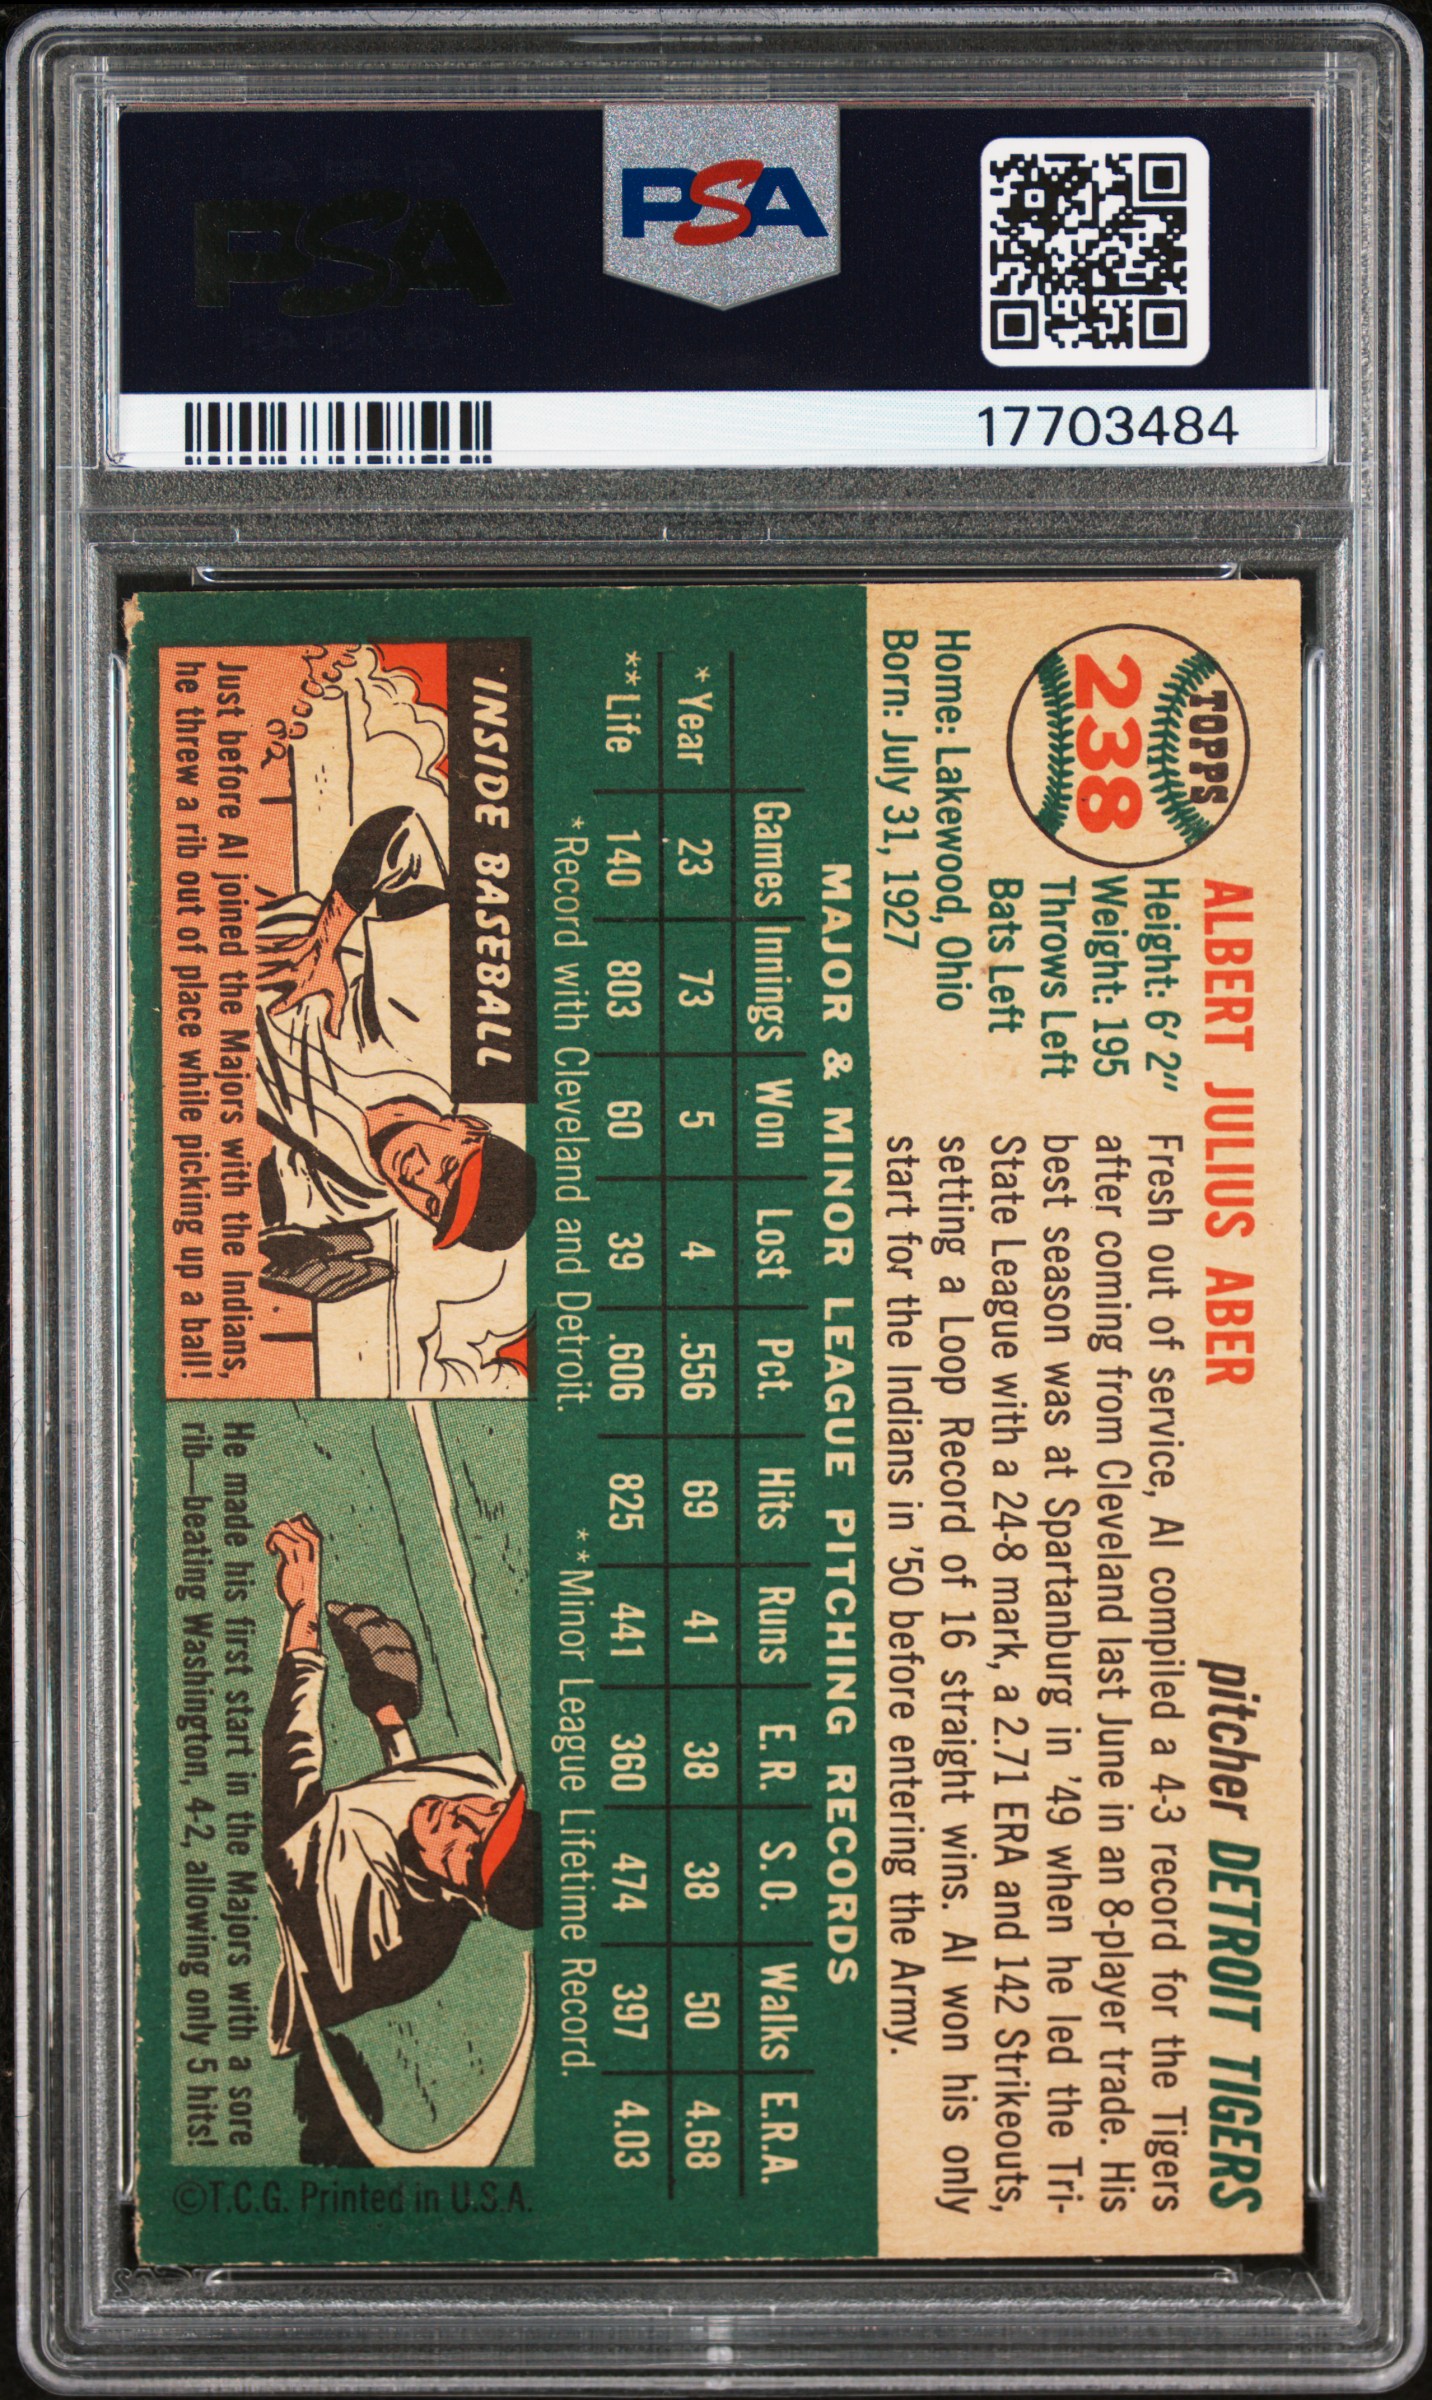 PSA
PSA
17703484
TOPPS
238
ALBERT JULIUS ABER
pitcher DETROIT TIGERS
Height: 6' 2"
Weight: 195
Throws Left
Bats Left
Home: Lakewood, Ohio
Born: July 31, 1927
Fresh out of service, Al compiled a 4-3 record for the Tigers
after coming from Cleveland last June in an 8-player trade. His
best season was at Spartanburg in '49 when he led the Tri-
State League with a 24-8 mark, a 2.71 ERA and 142 Strikeouts,
setting a Loop Record of 16 straight wins. Al won his only
start for the Indians in '50 before entering the Army.
MAJOR & MINOR LEAGUE PITCHING RECORDS
Games Innings Won Lost Pct. Hits Runs E.R. S.O. Walks E.R.A.
*Year 23 73 5 4 .556 69 41 38 38 50 4.68
**Life 140 803 60 39 .606 825 441 360 474 397 4.03
*Record with Cleveland and Detroit. **Minor League Lifetime Record.
INSIDE BASEBALL
Just before Al joined the Majors with the Indians,
he threw a rib out of place while picking up a ball!
He made his first start in the Majors with a sore
rib—beating Washington, 4-2, allowing only 5 hits!
©T.C.G. Printed in U.S.A.